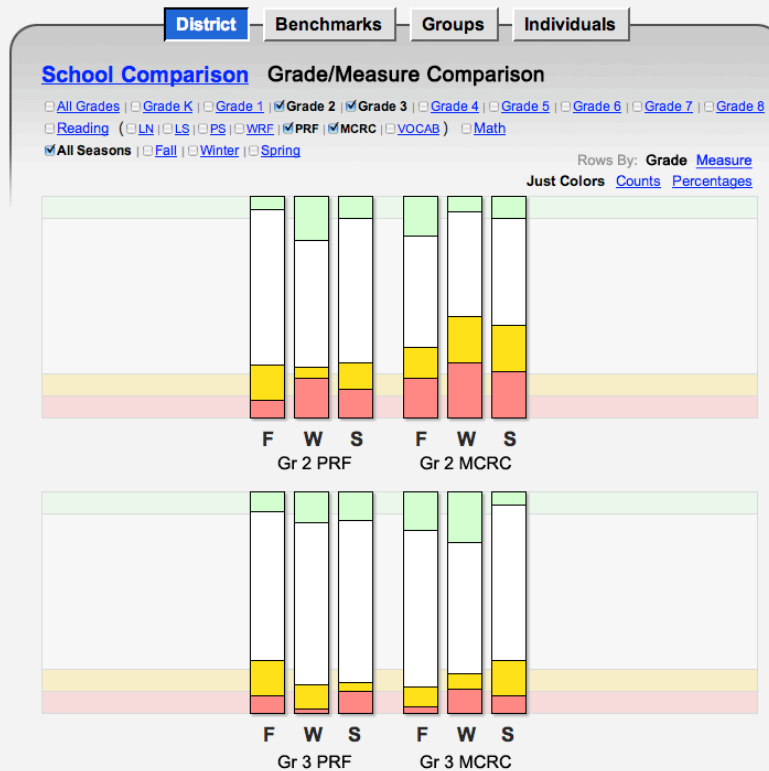 District Benchmarks Groups Individuals
School Comparison Grade/Measure Comparison
All Grades | Grade K | Grade 1 | Grade 2 | Grade 3 | Grade 4 | Grade 5 | Grade 6 | Grade 7 | Grade 8
Reading ( LN | LS | PS | WRF | PRF | MCRC | VOCAB ) Math
All Seasons | Fall | Winter | Spring
Rows By: Grade Measure
Just Colors Counts Percentages
F W S F W S
Gr 2 PRF Gr 2 MCRC
F W S F W S
Gr 3 PRF Gr 3 MCRC